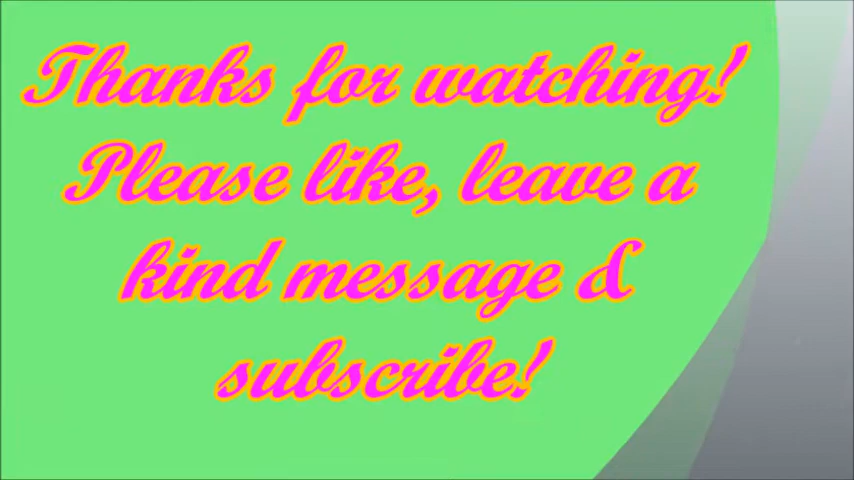 Thanks for watching!
Please like, leave a
kind message &
subscribe!